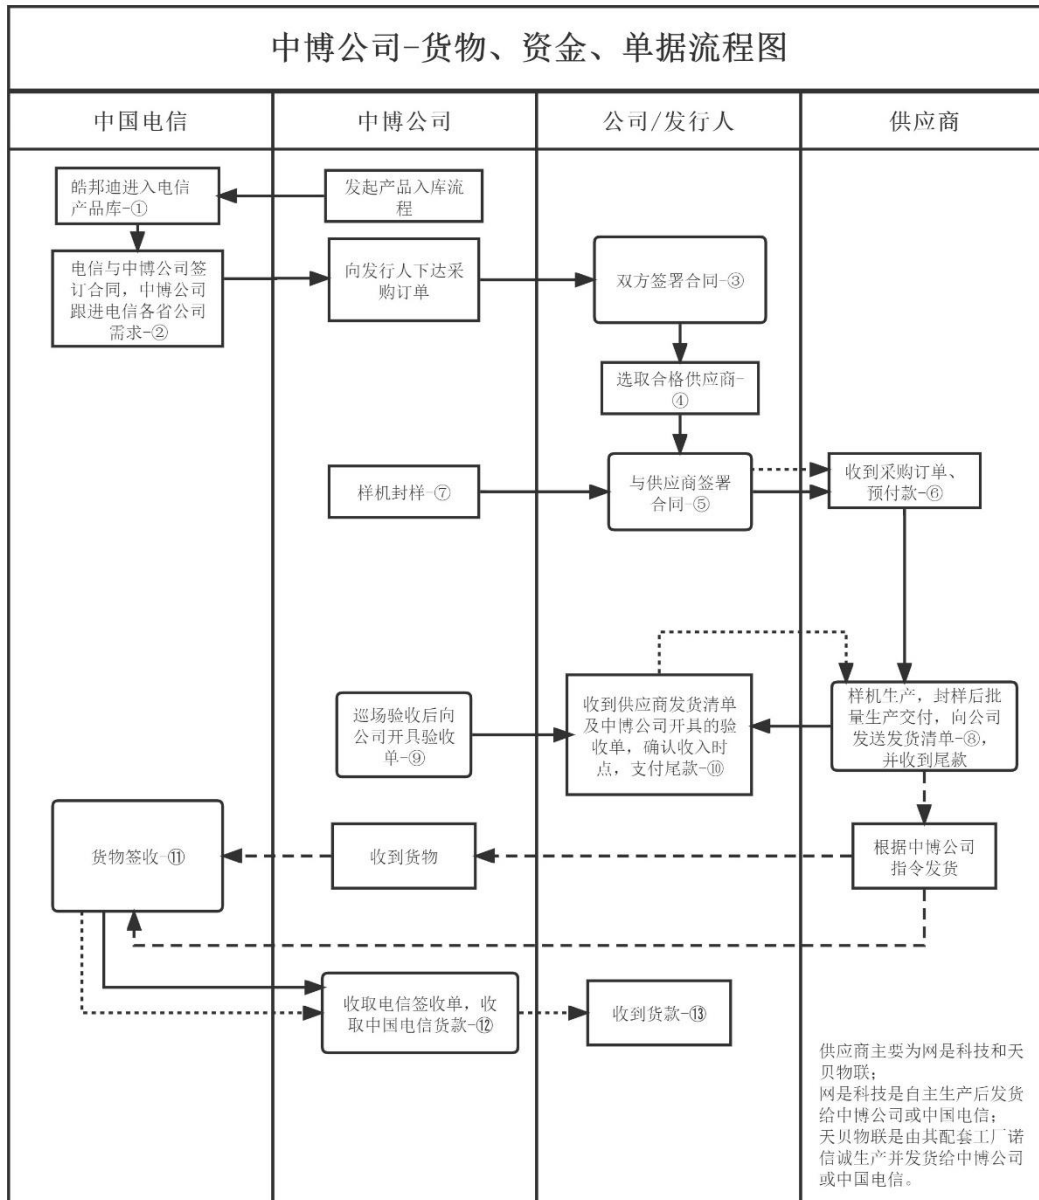 中博公司-货物、资金、单据流程图
中国电信
中博公司
公司/发行人
供应商
皓邦迪进入电信
产品库-①
发起产品入库流
程
电信与中博公司签
订合同，中博公司
跟进电信各省公司
需求-②
向发行人下达采
购订单
双方签署合同-③
选取合格供应商-
④
样机封样-⑦
与供应商签署
合同-⑤
收到采购订单、
预付款-⑥
巡场验收后向
公司开具验收
单-⑨
收到供应商发货清单
及中博公司开具的验
收单，确认收入时
点，支付尾款-⑩
样机生产，封样后批
量生产交付，向公司
发送发货清单-⑧，
并收到尾款
货物签收-⑪
收到货物
根据中博公司
指令发货
收取电信签收单，收
取中国电信货款-⑫
收到货款-⑬
供应商主要为网是科技和天
贝物联；
网是科技是自主生产后发货
给中博公司或中国电信；
天贝物联是由其配套工厂诺
信诚生产并发货给中博公司
或中国电信。